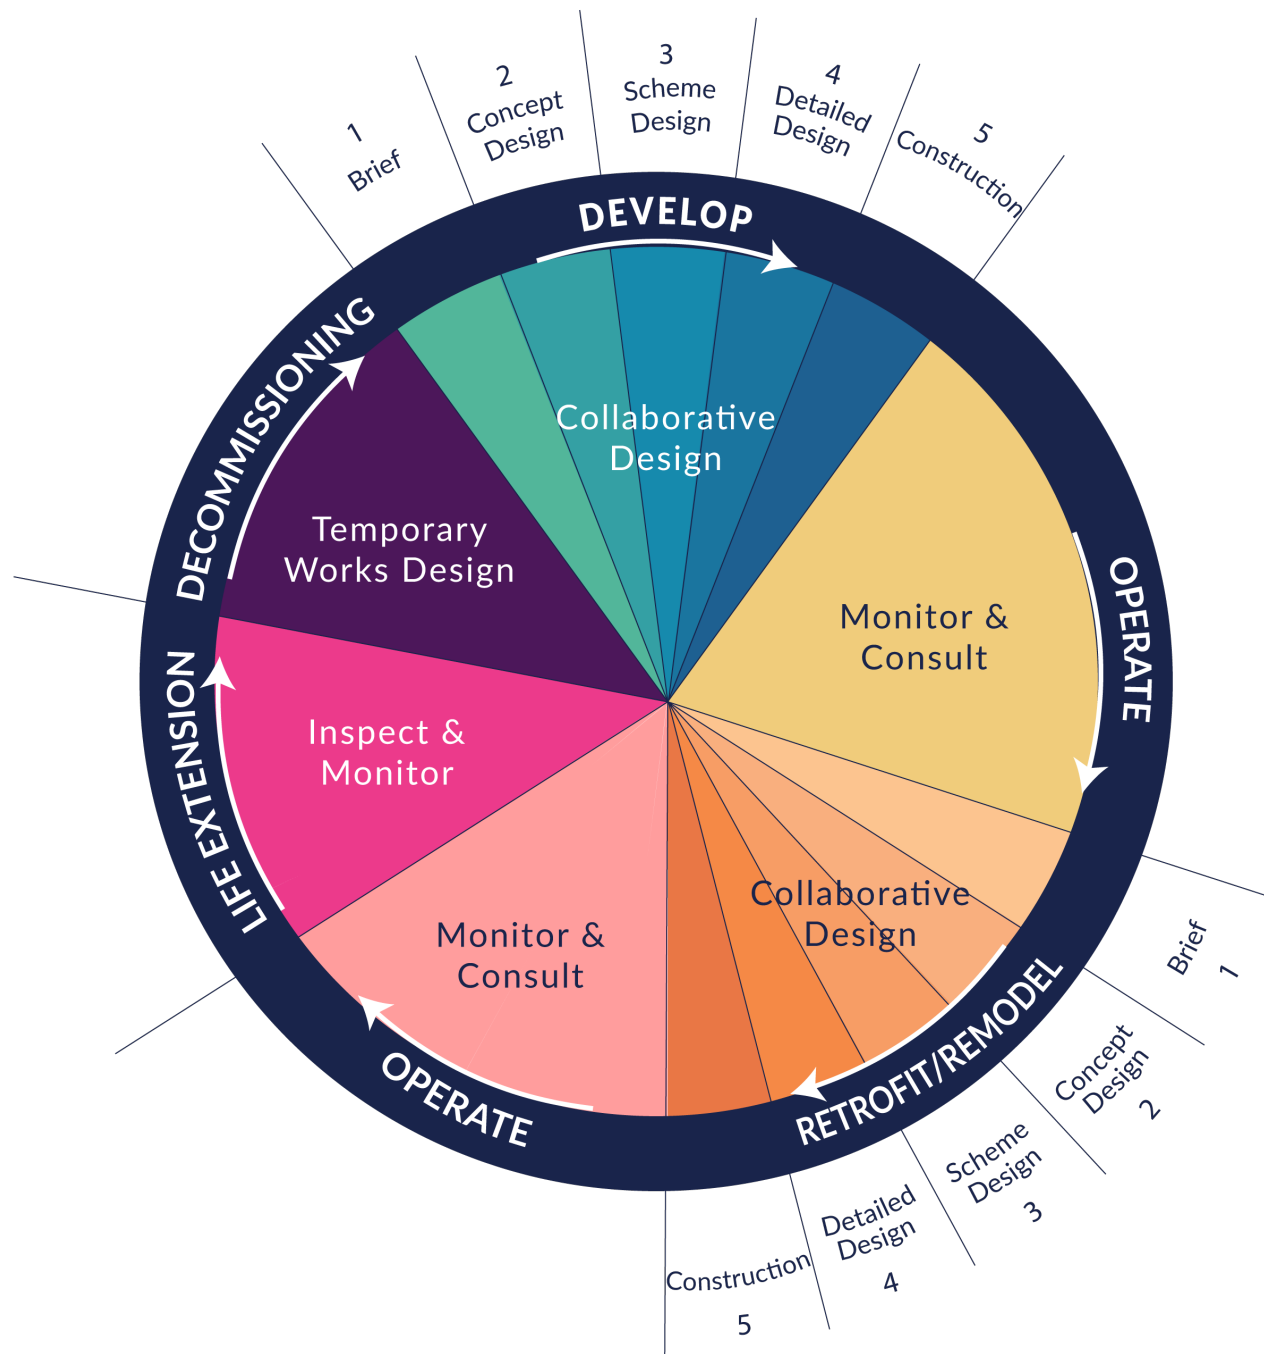 1
Brief
2
Concept
Design
3
Scheme
Design
4
Detailed
Design
5
Construction
DEVELOP
Collaborative
Design
OPERATE
Monitor &
Consult
Brief
1
Concept
Design
2
Scheme
Design
3
Detailed
Design
4
Construction
5
RETROFIT/REMODEL
Collaborative
Design
OPERATE
Monitor &
Consult
LIFE EXTENSION
Inspect &
Monitor
DECOMMISSIONING
Temporary
Works Design